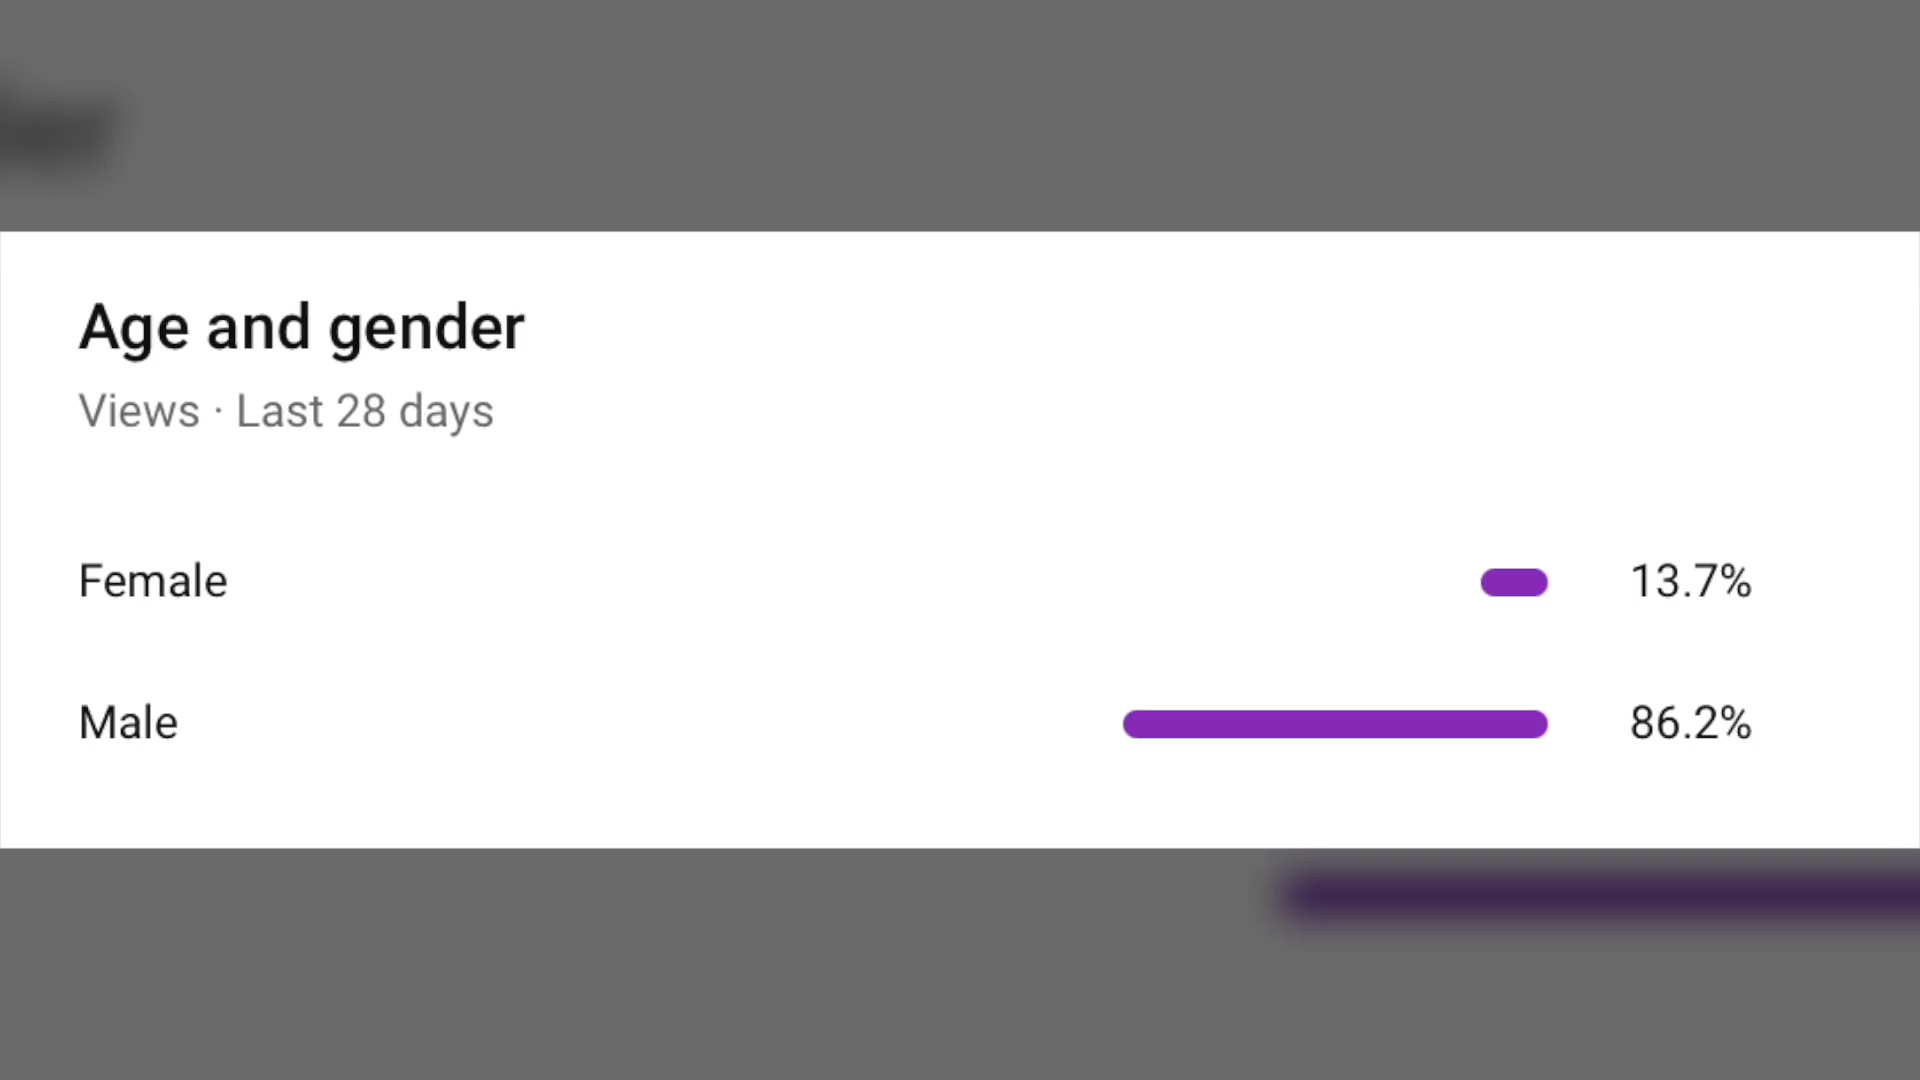 Age and gender
Views · Last 28 days
Female 13.7%
Male 86.2%